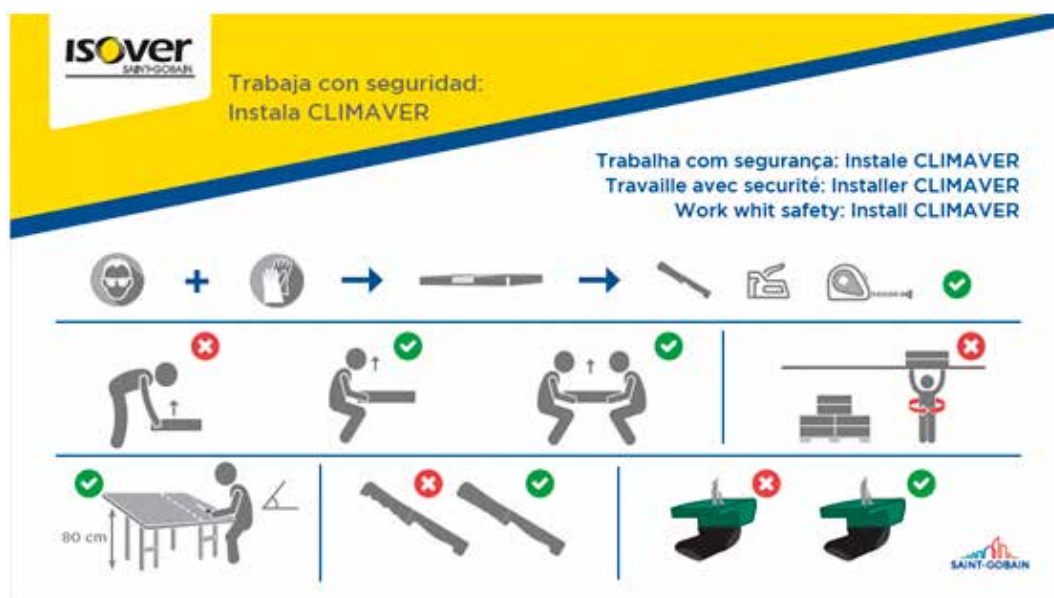 isover
SAINT-GOBAIN
Trabaja con seguridad:
Instala CLIMAVER
Trabalha com segurança: Instale CLIMAVER
Travaille avec securité: Installer CLIMAVER
Work whit safety: Install CLIMAVER
80 cm
SAINT-GOBAIN